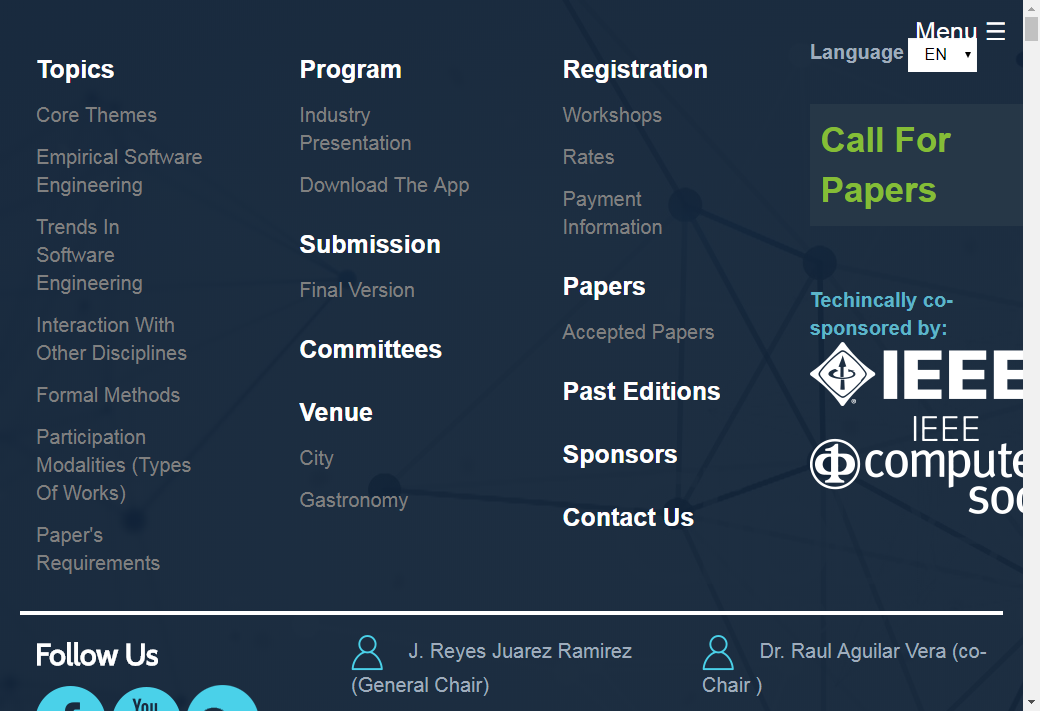 Menu ☰
Language EN
Topics
Core Themes
Empirical Software
Engineering
Trends In
Software
Engineering
Interaction With
Other Disciplines
Formal Methods
Participation
Modalities (Types
Of Works)
Paper's
Requirements
Program
Industry
Presentation
Download The App
Submission
Final Version
Committees
Venue
City
Gastronomy
Registration
Workshops
Rates
Payment
Information
Papers
Accepted Papers
Past Editions
Sponsors
Contact Us
Call For
Papers
Techincally co-
sponsored by:
IEEE
IEEE
compute
soc
Follow Us
You
J. Reyes Juarez Ramirez
(General Chair)
Dr. Raul Aguilar Vera (co-
Chair )